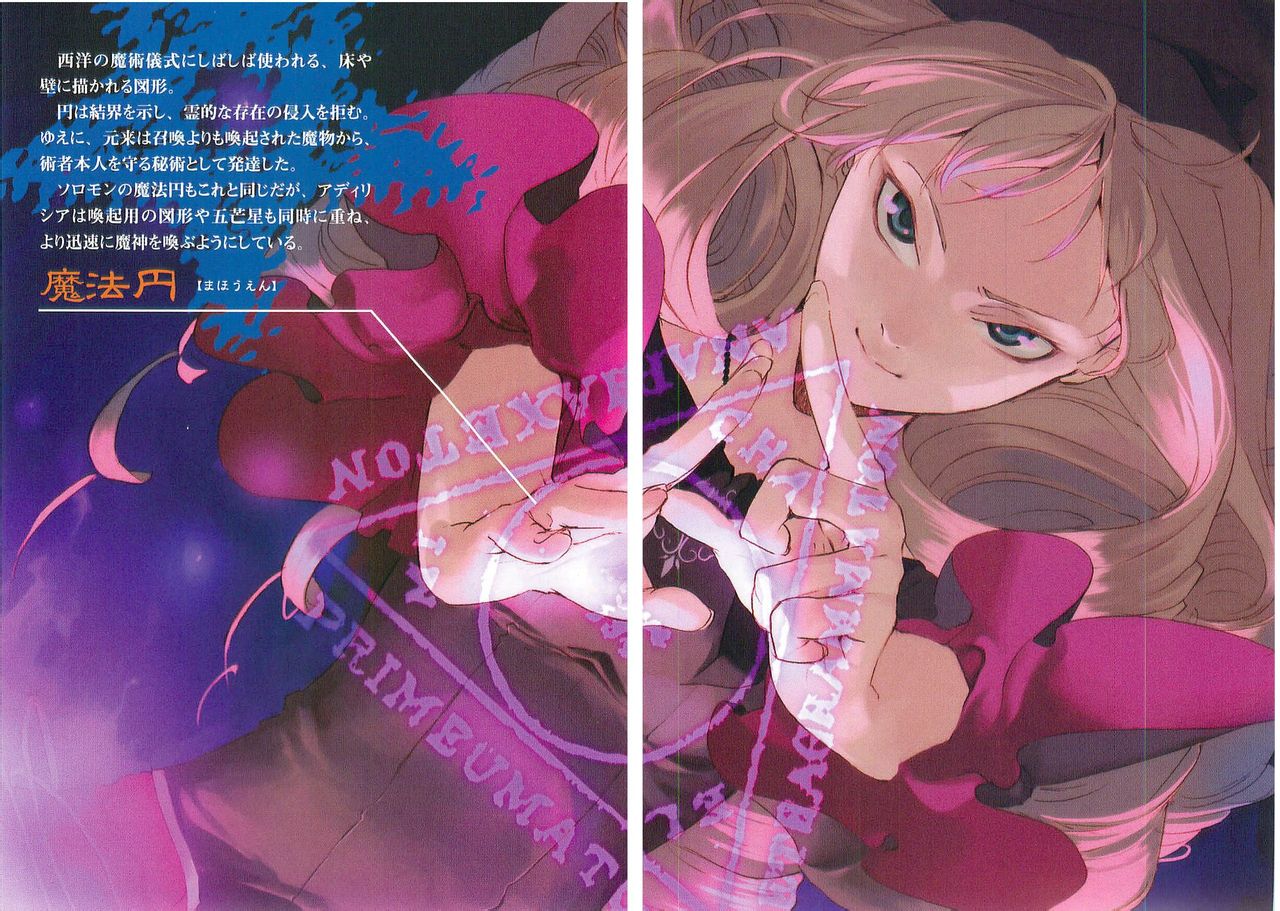 西洋の魔術儀式にしばしば使われる、床や
壁に描かれる図形。
円は結界を示し、霊的な存在の侵入を拒む。
ゆえに、元来は召喚よりも喚起された魔物から、
術者本人を守る秘術として発達した。
ソロモンの魔法円もこれと同じだが、アディリ
シアは喚起用の図形や五芒星も同時に重ね、
より迅速に魔神を喚ぶようにしている。
魔法円【まほうえん】